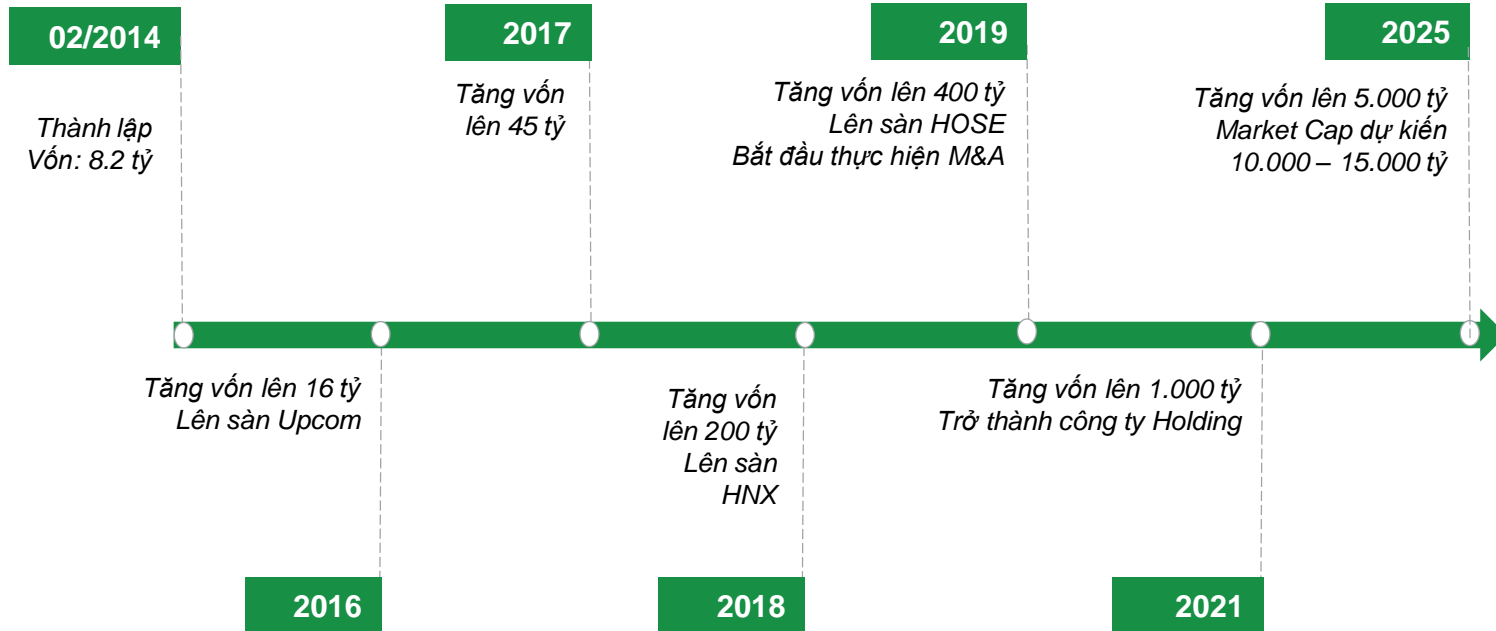 02/2014
Thành lập
Vốn: 8.2 tỷ
2017
Tăng vốn
lên 45 tỷ
2019
Tăng vốn lên 400 tỷ
Lên sàn HOSE
Bắt đầu thực hiện M&A
2025
Tăng vốn lên 5.000 tỷ
Market Cap dự kiến
10.000 – 15.000 tỷ
Tăng vốn lên 16 tỷ
Lên sàn Upcom
2016
Tăng vốn
lên 200 tỷ
Lên sàn
HNX
2018
Tăng vốn lên 1.000 tỷ
Trở thành công ty Holding
2021